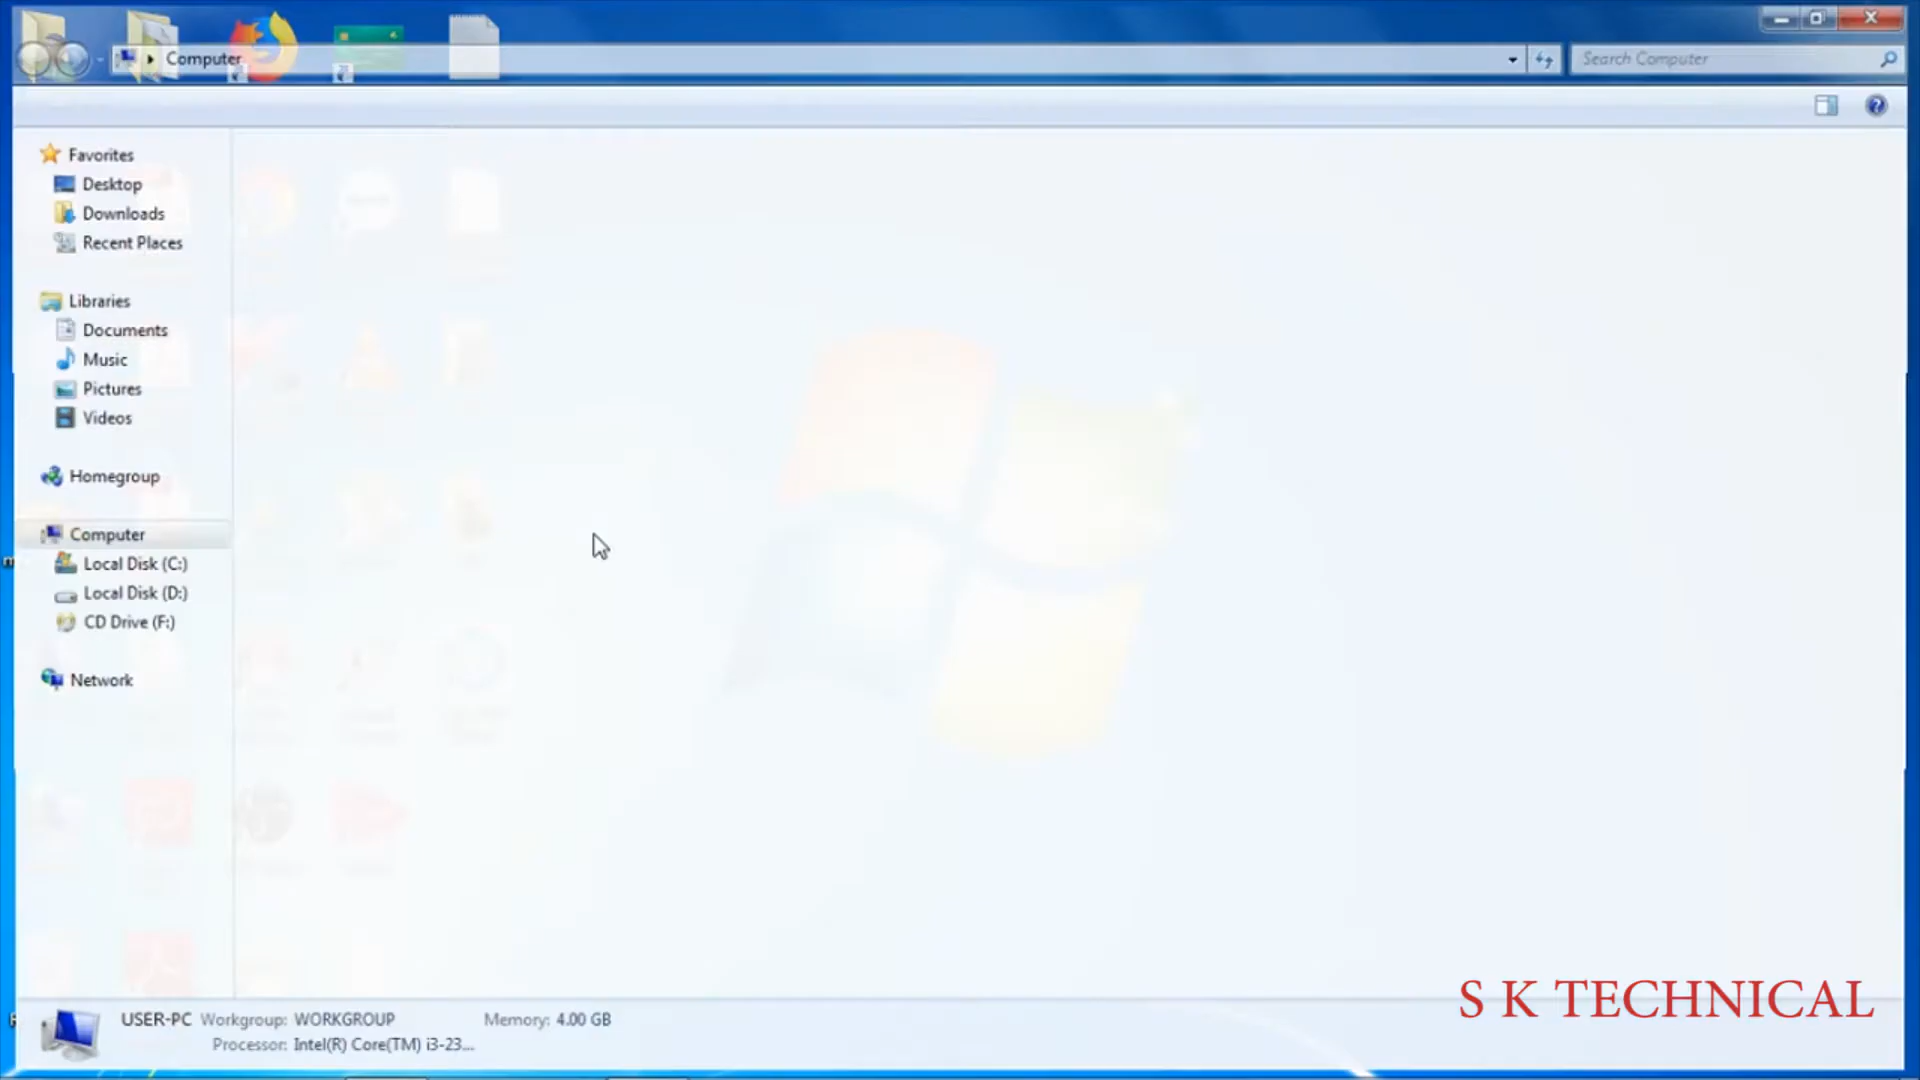 Computer
Search Computer
Favorites
Desktop
Downloads
Recent Places
Libraries
Documents
Music
Pictures
Videos
Homegroup
Computer
Local Disk (C:)
Local Disk (D:)
CD Drive (F:)
Network
USER-PC Workgroup: WORKGROUP Memory: 4.00 GB
Processor: Intel(R) Core(TM) i3-23...
S K TECHNICAL